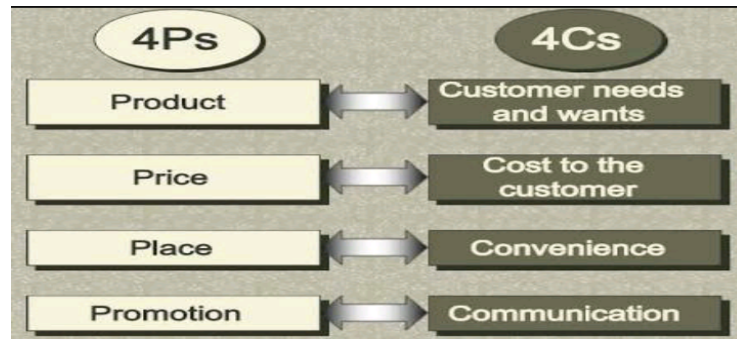 4Ps
4Cs
Product
Customer needs
and wants
Price
Cost to the
customer
Place
Convenience
Promotion
Communication